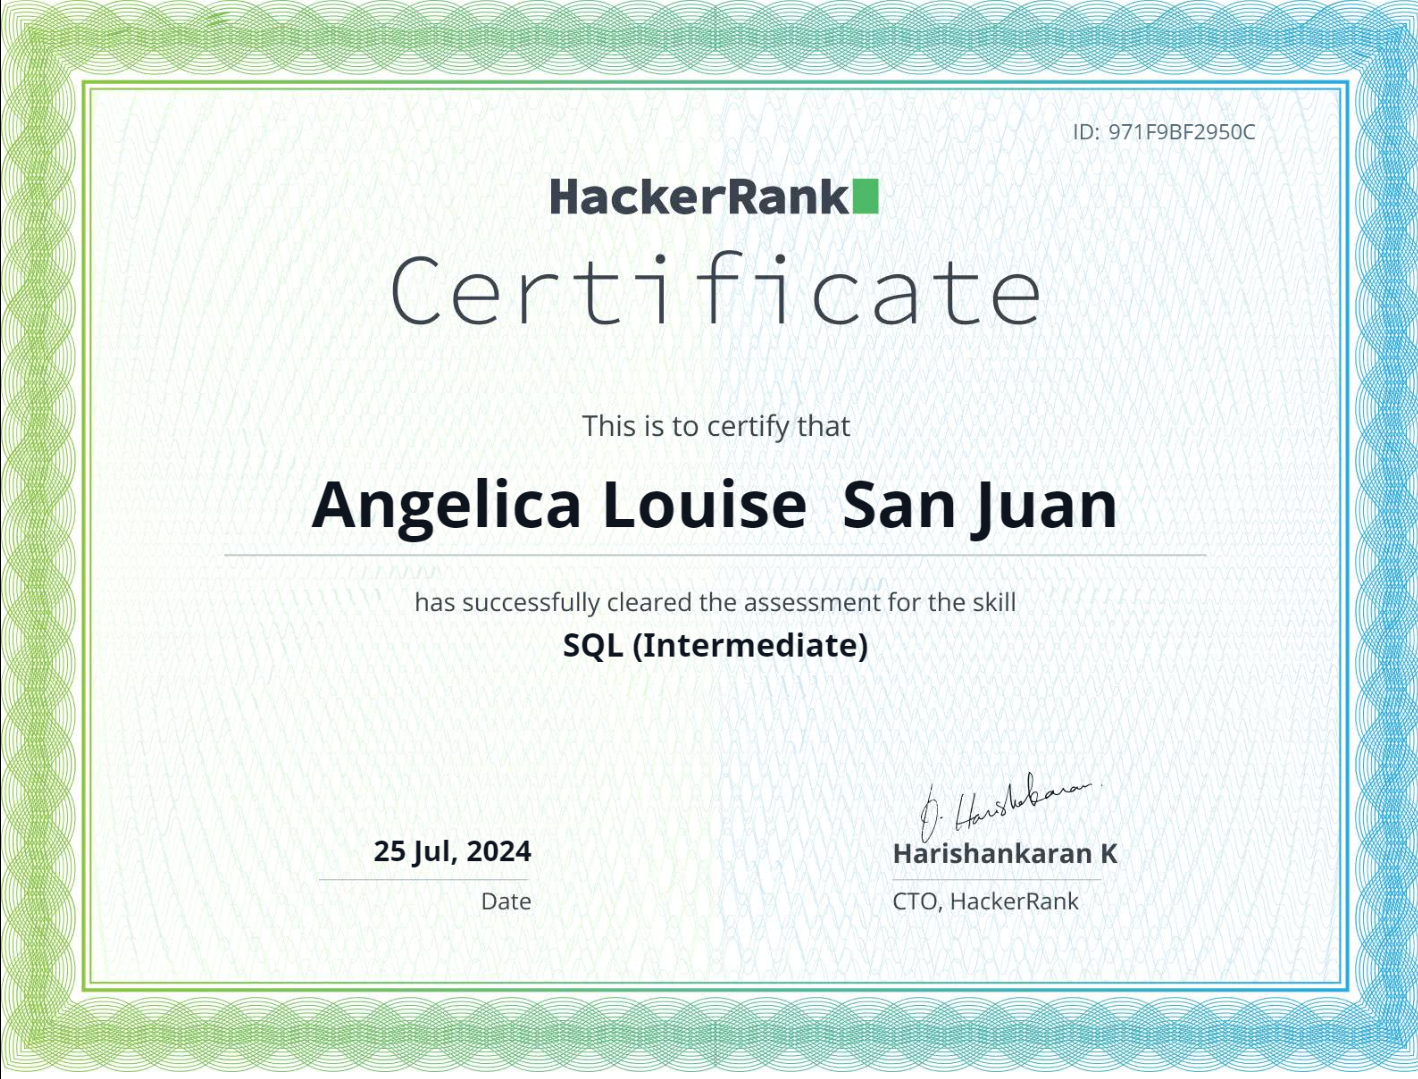 ID: 971F9BF2950C
HackerRank
Certificate
This is to certify that
Angelica Louise  San Juan
has successfully cleared the assessment for the skill
SQL (Intermediate)
25 Jul, 2024
Date
Harishankaran K
CTO, HackerRank